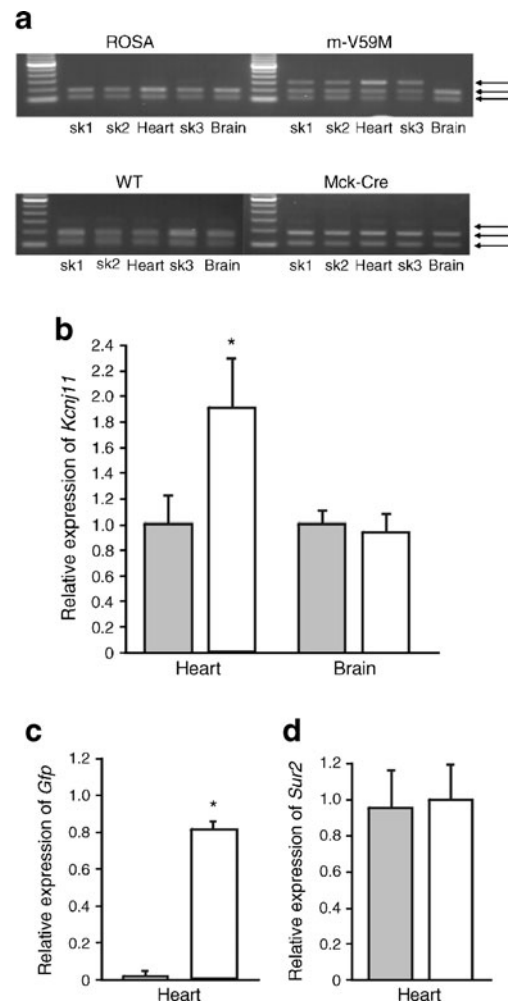 a
ROSA m-V59M
sk1 sk2 Heart sk3 Brain sk1 sk2 Heart sk3 Brain
WT Mck-Cre
sk1 sk2 Heart sk3 Brain sk1 sk2 Heart sk3 Brain
b
Relative expression of Kcnj11
2.4
2.2
2.0
1.8
1.6
1.4
1.2
1.0
0.8
0.6
0.4
0.2
0
*
Heart Brain
c
Relative expression of Gfp
1.2
1.0
0.8
0.6
0.4
0.2
0
*
Heart
d
Relative expression of Sur2
1.2
1.0
0.8
0.6
0.4
0.2
0
Heart